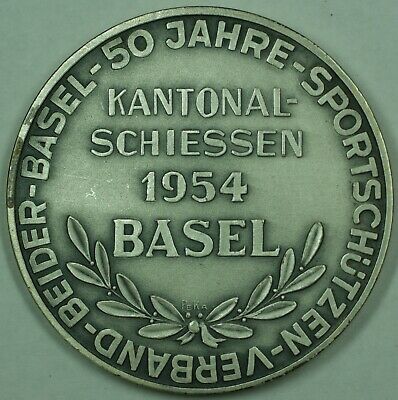 50 JAHRE-SPORTSCHÜTZEN-VERBAND-BEIDER-BASEL-
KANTONAL-
SCHIESSEN
1954
BASEL
PEKA